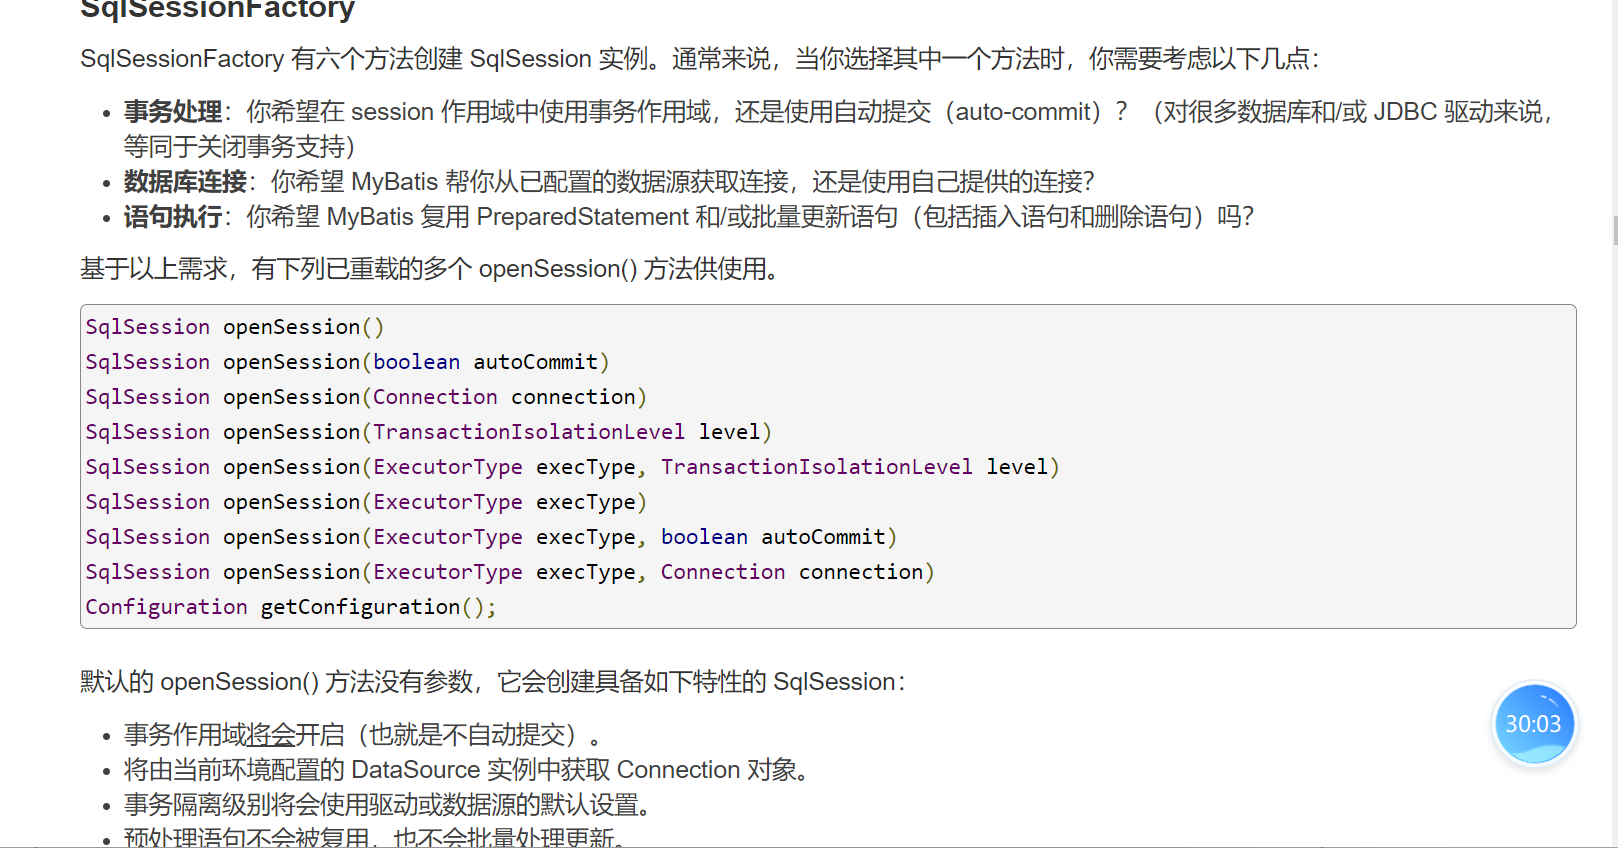 SqlSessionFactory
SqlSessionFactory 有六个方法创建 SqlSession 实例。通常来说，当你选择其中一个方法时，你需要考虑以下几点：
• 事务处理：你希望在 session 作用域中使用事务作用域，还是使用自动提交（auto-commit）？（对很多数据库和/或 JDBC 驱动来说，
等同于关闭事务支持）
• 数据库连接：你希望 MyBatis 帮你从已配置的数据源获取连接，还是使用自己提供的连接？
• 语句执行：你希望 MyBatis 复用 PreparedStatement 和/或批量更新语句（包括插入语句和删除语句）吗？
基于以上需求，有下列已重载的多个 openSession() 方法供使用。
SqlSession openSession()
SqlSession openSession(boolean autoCommit)
SqlSession openSession(Connection connection)
SqlSession openSession(TransactionIsolationLevel level)
SqlSession openSession(ExecutorType execType, TransactionIsolationLevel level)
SqlSession openSession(ExecutorType execType)
SqlSession openSession(ExecutorType execType, boolean autoCommit)
SqlSession openSession(ExecutorType execType, Connection connection)
Configuration getConfiguration();
默认的 openSession() 方法没有参数，它会创建具备如下特性的 SqlSession：
• 事务作用域将会开启（也就是不自动提交）。
• 将由当前环境配置的 DataSource 实例中获取 Connection 对象。
• 事务隔离级别将会使用驱动或数据源的默认设置。
• 预处理语句不会被复用，也不会批量处理更新。
30:03